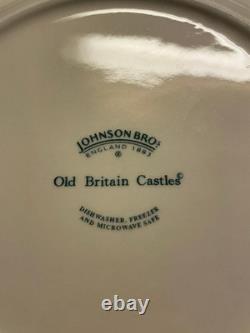 JOHNSON BROS
ENGLAND 1883
®
Old Britain Castles©
DISHWASHER, FREEZER
AND MICROWAVE SAFE